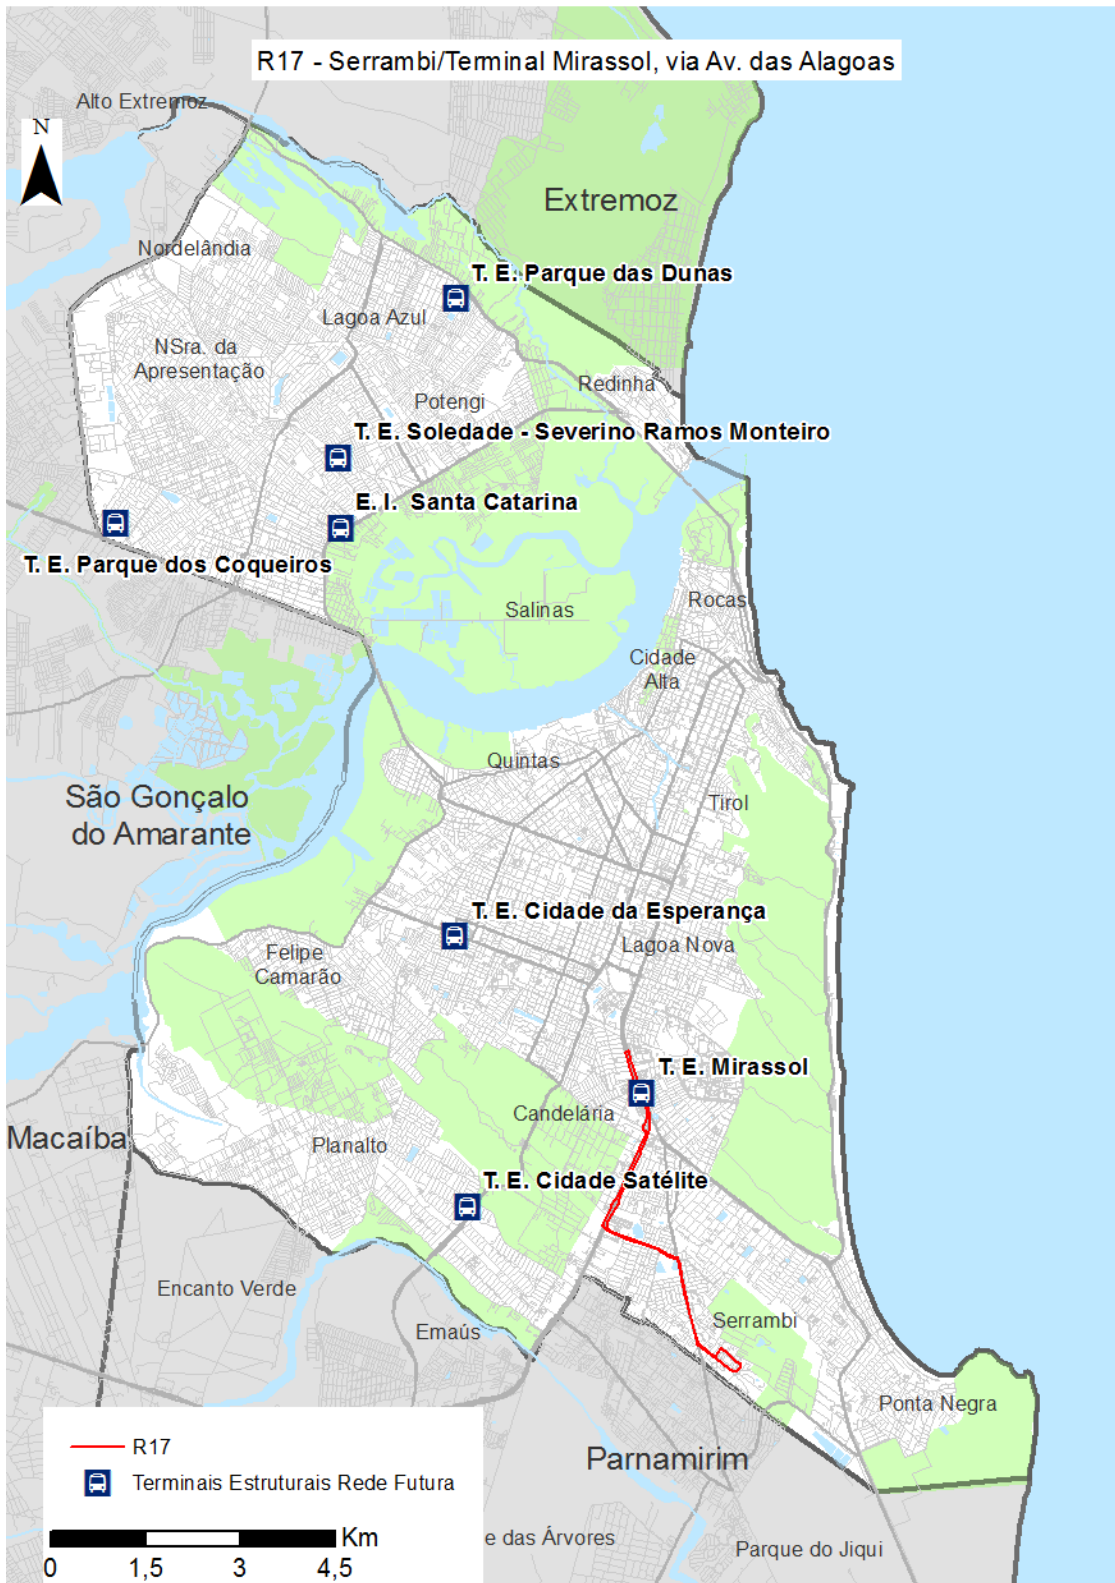 R17 - Serrambi/Terminal Mirassol, via Av. das Alagoas
Alto Extremoz
N
Extremoz
Nordelândia
T. E. Parque das Dunas
Lagoa Azul
NSra. da
Apresentação
Redinha
Potengi
T. E. Soledade - Severino Ramos Monteiro
E. I. Santa Catarina
T. E. Parque dos Coqueiros
Salinas
Rocas
Cidade
Alta
Quintas
São Gonçalo
do Amarante
Tirol
T. E. Cidade da Esperança
Lagoa Nova
Felipe
Camarão
T. E. Mirassol
Candelária
Macaíba
Planalto
T. E. Cidade Satélite
Encanto Verde
Serrambi
Emaús
Ponta Negra
R17
Parnamirim
Terminais Estruturais Rede Futura
Km
e das Árvores
Parque do Jiqui
0 1,5 3 4,5